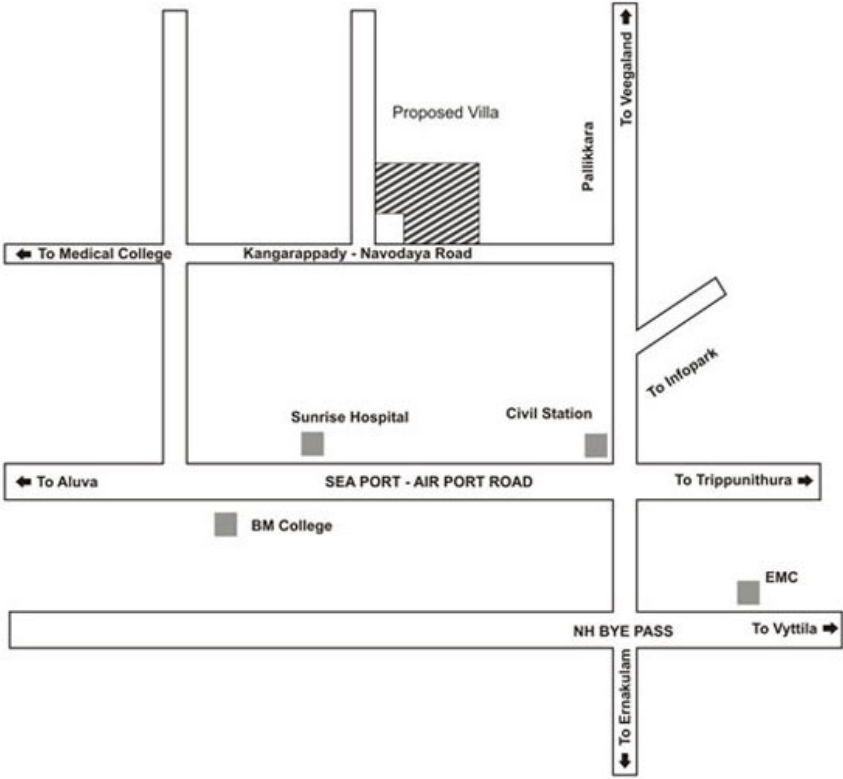 To Veegaland
Proposed Villa
Pallikkara
To Medical College
Kangarappady - Navodaya Road
To Infopark
Sunrise Hospital
Civil Station
To Aluva
SEA PORT - AIR PORT ROAD
To Trippunithura
BM College
EMC
NH BYE PASS
To Vyttila
To Ernakulam